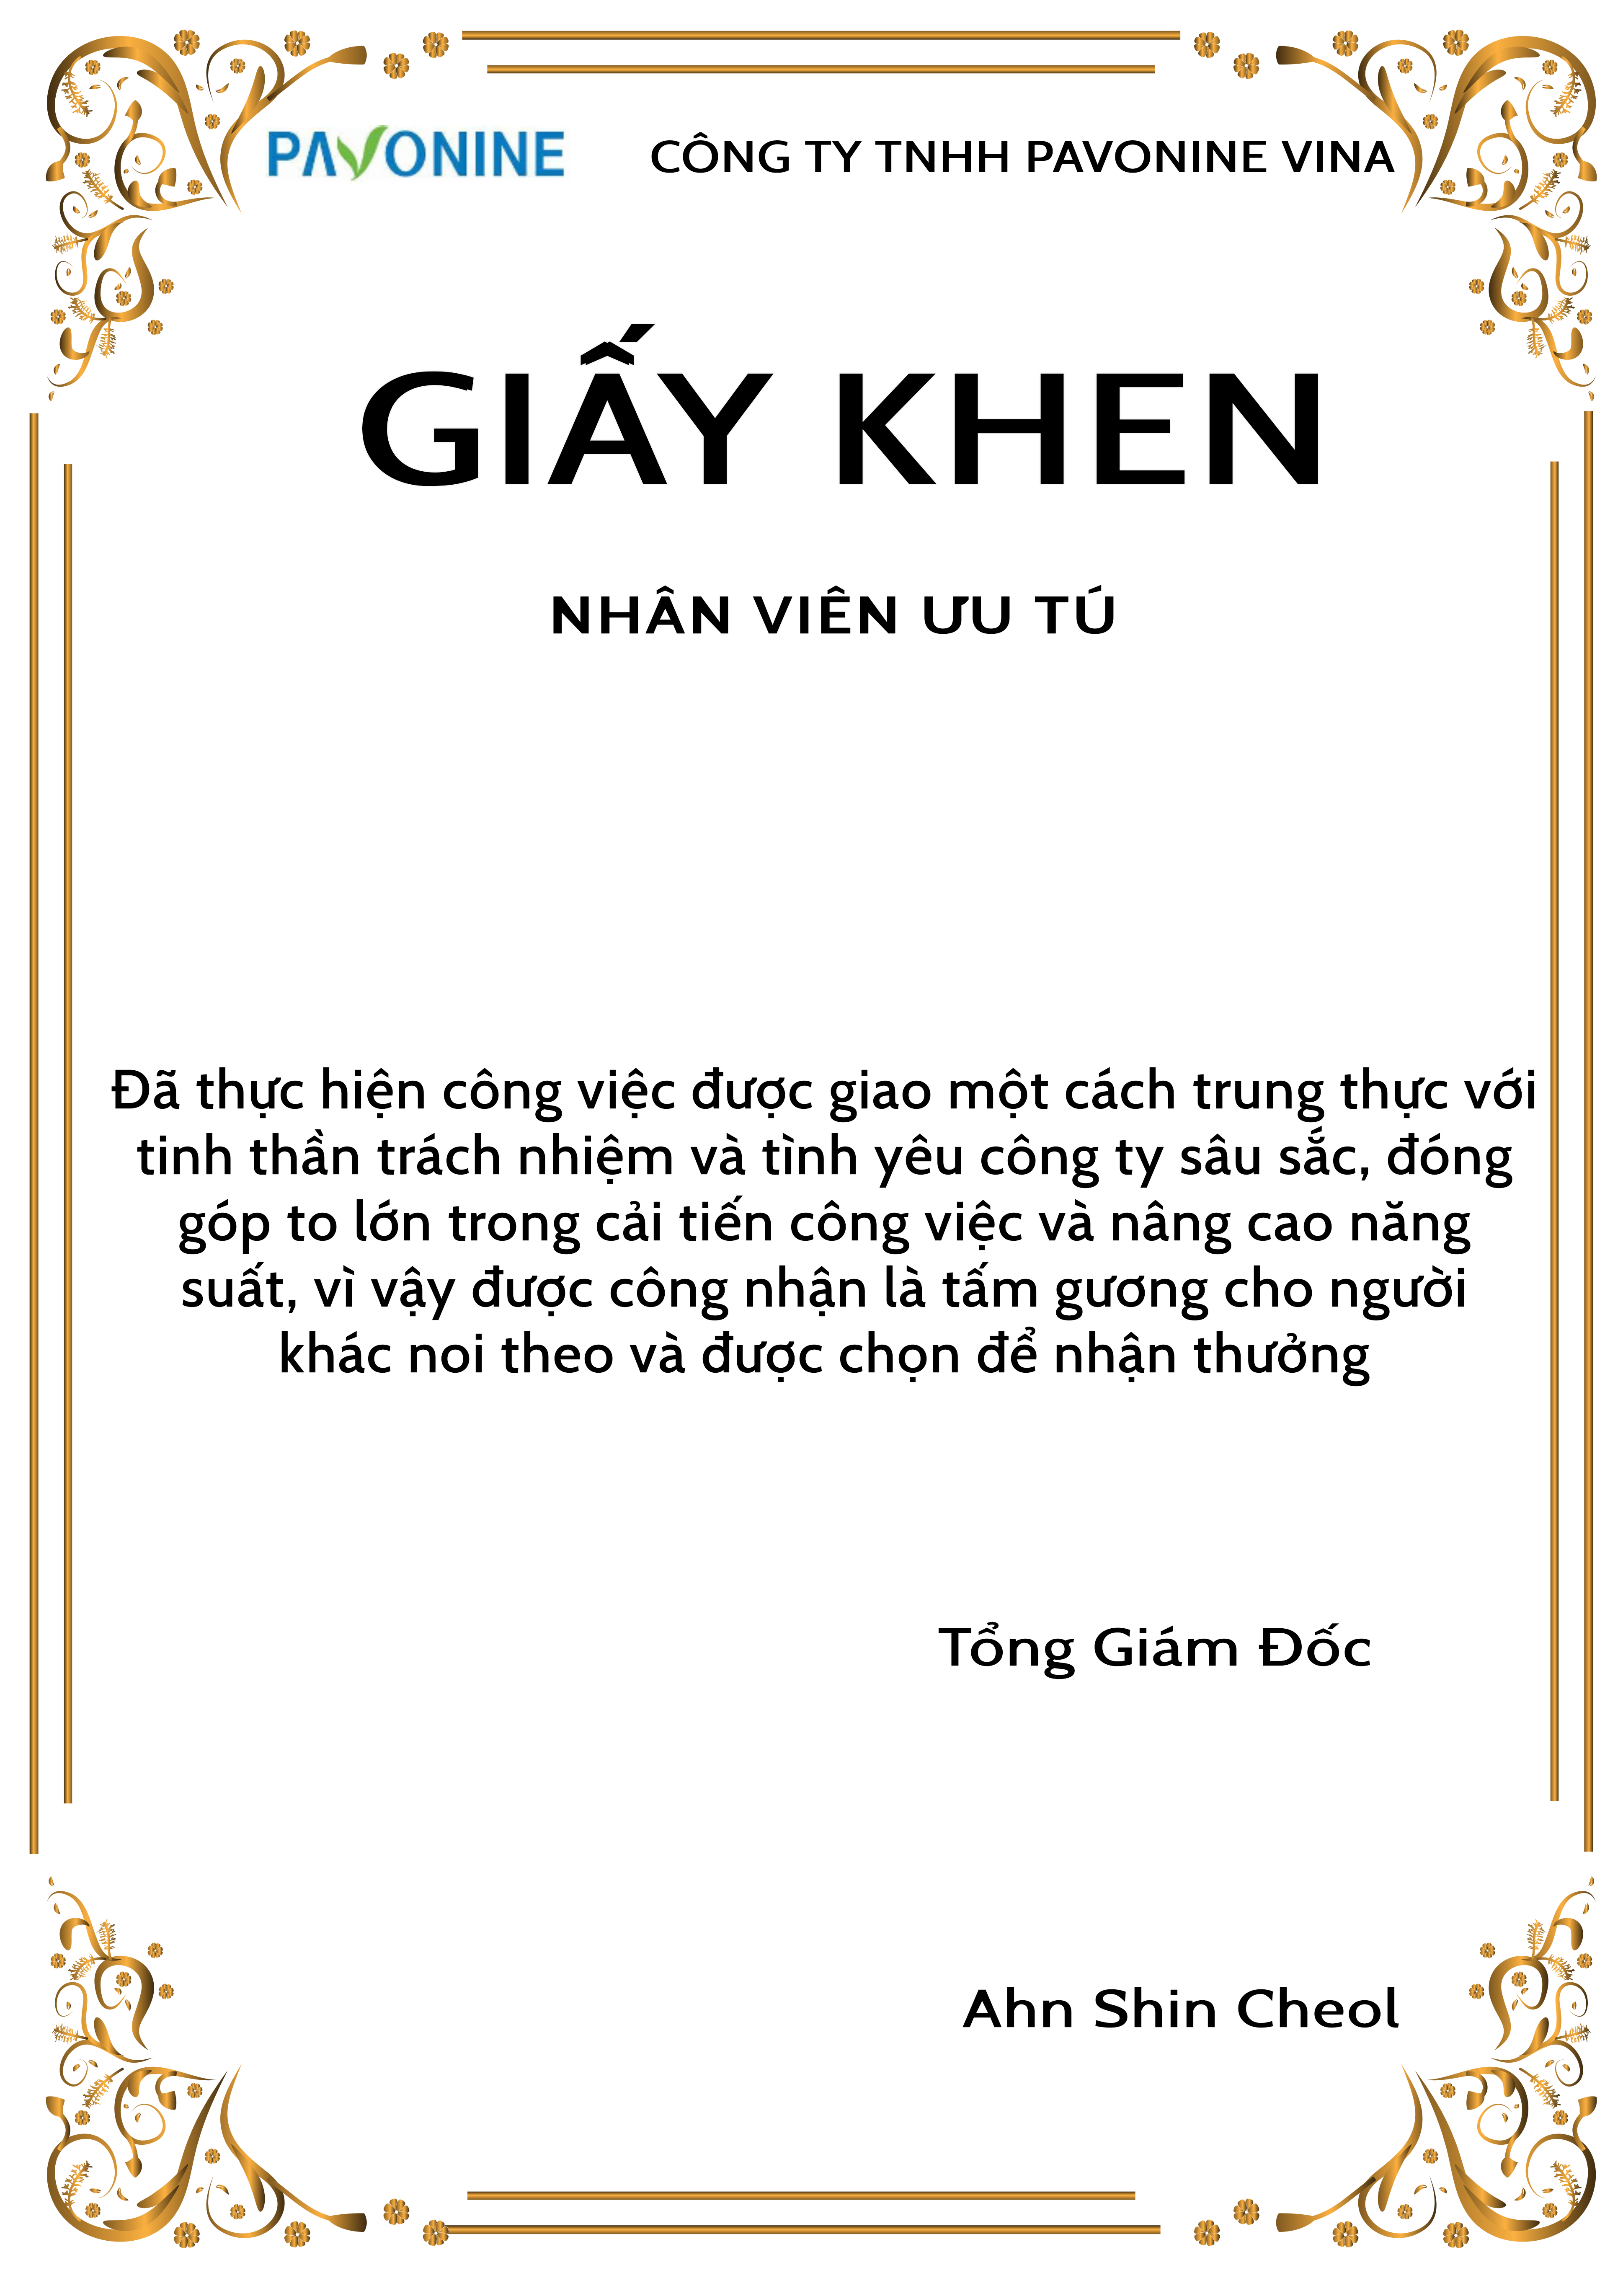 PAVONINE CÔNG TY TNHH PAVONINE VINA
GIẤY KHEN
NHÂN VIÊN ƯU TÚ
Đã thực hiện công việc được giao một cách trung thực với
tinh thần trách nhiệm và tình yêu công ty sâu sắc, đóng
góp to lớn trong cải tiến công việc và nâng cao năng
suất, vì vậy được công nhận là tấm gương cho người
khác noi theo và được chọn để nhận thưởng
Tổng Giám Đốc
Ahn Shin Cheol